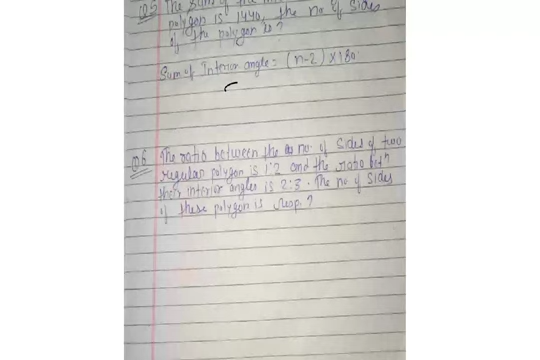 Q5 The sum of the
polygon is 1440, the no of sides
of the polygon is?
Sum of Interior angle = (n-2) × 180
Q6 The ratio between the no. of sides of two
regular polygon is 1:2 and the ratio betn
their interior angles is 2:3. The no of sides
of these polygon is resp.?